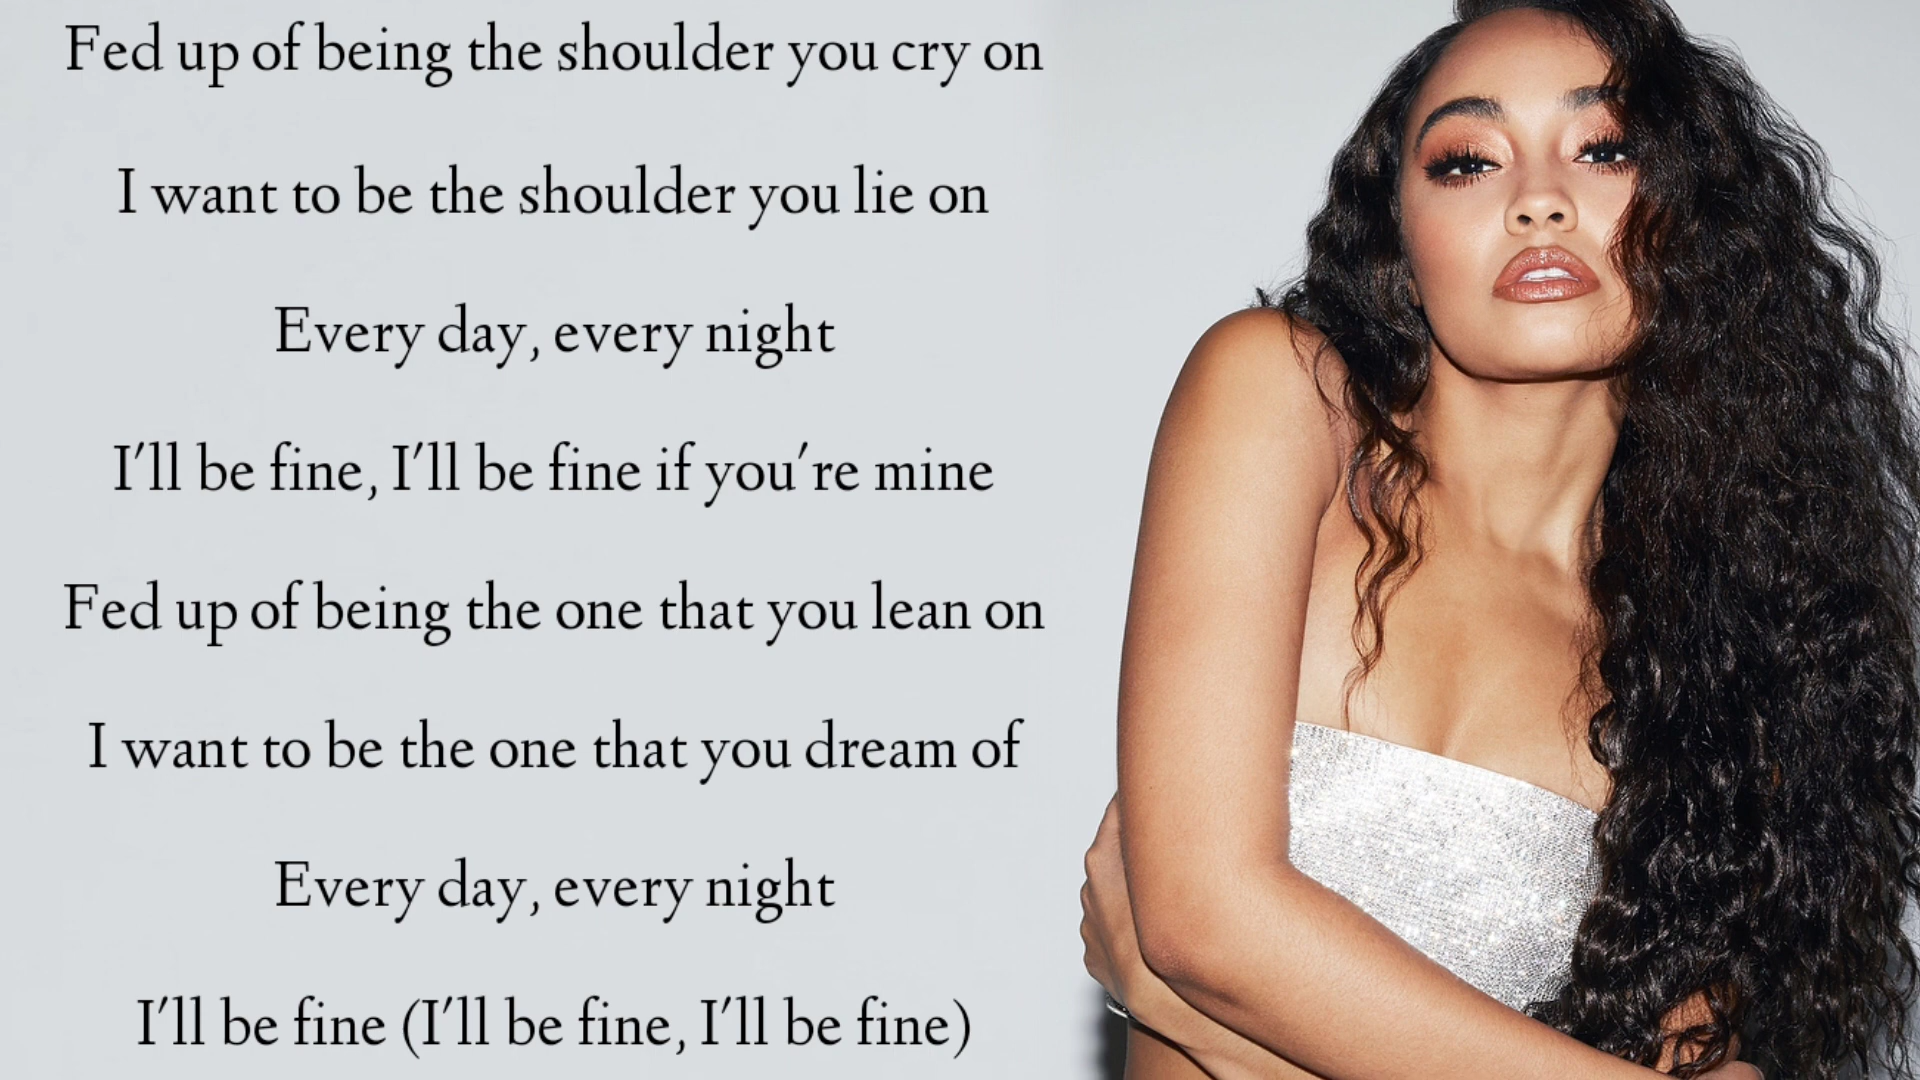 Fed up of being the shoulder you cry on
I want to be the shoulder you lie on
Every day, every night
I'll be fine, I'll be fine if you're mine
Fed up of being the one that you lean on
I want to be the one that you dream of
Every day, every night
I'll be fine (I'll be fine, I'll be fine)